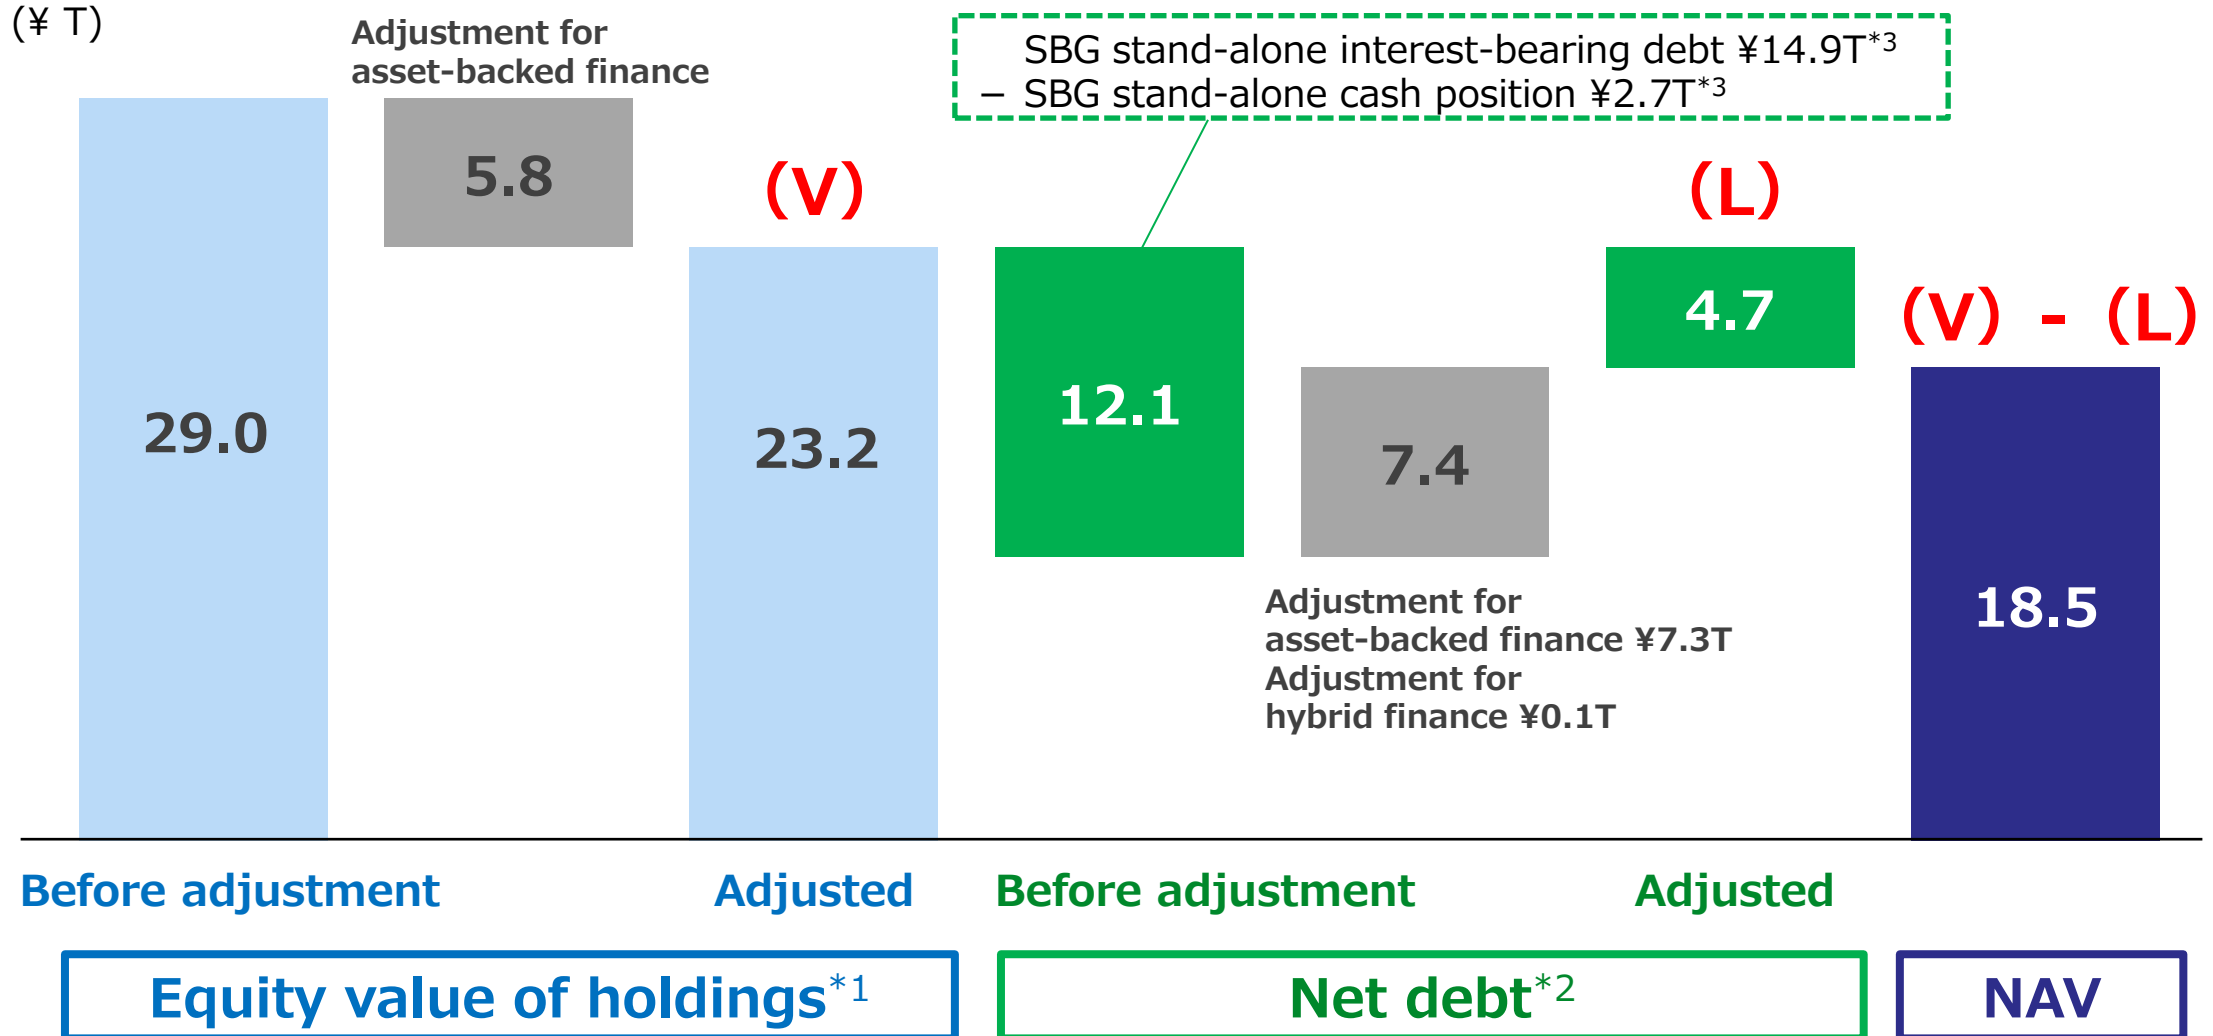 (¥ T)
Adjustment for
asset-backed finance
SBG stand-alone interest-bearing debt ¥14.9T*3
− SBG stand-alone cash position ¥2.7T*3
5.8
(V)
(L)
29.0
23.2
12.1
7.4
4.7
(V) - (L)
18.5
Adjustment for
asset-backed finance ¥7.3T
Adjustment for
hybrid finance ¥0.1T
Before adjustment
Adjusted
Before adjustment
Adjusted
Equity value of holdings*1
Net debt*2
NAV